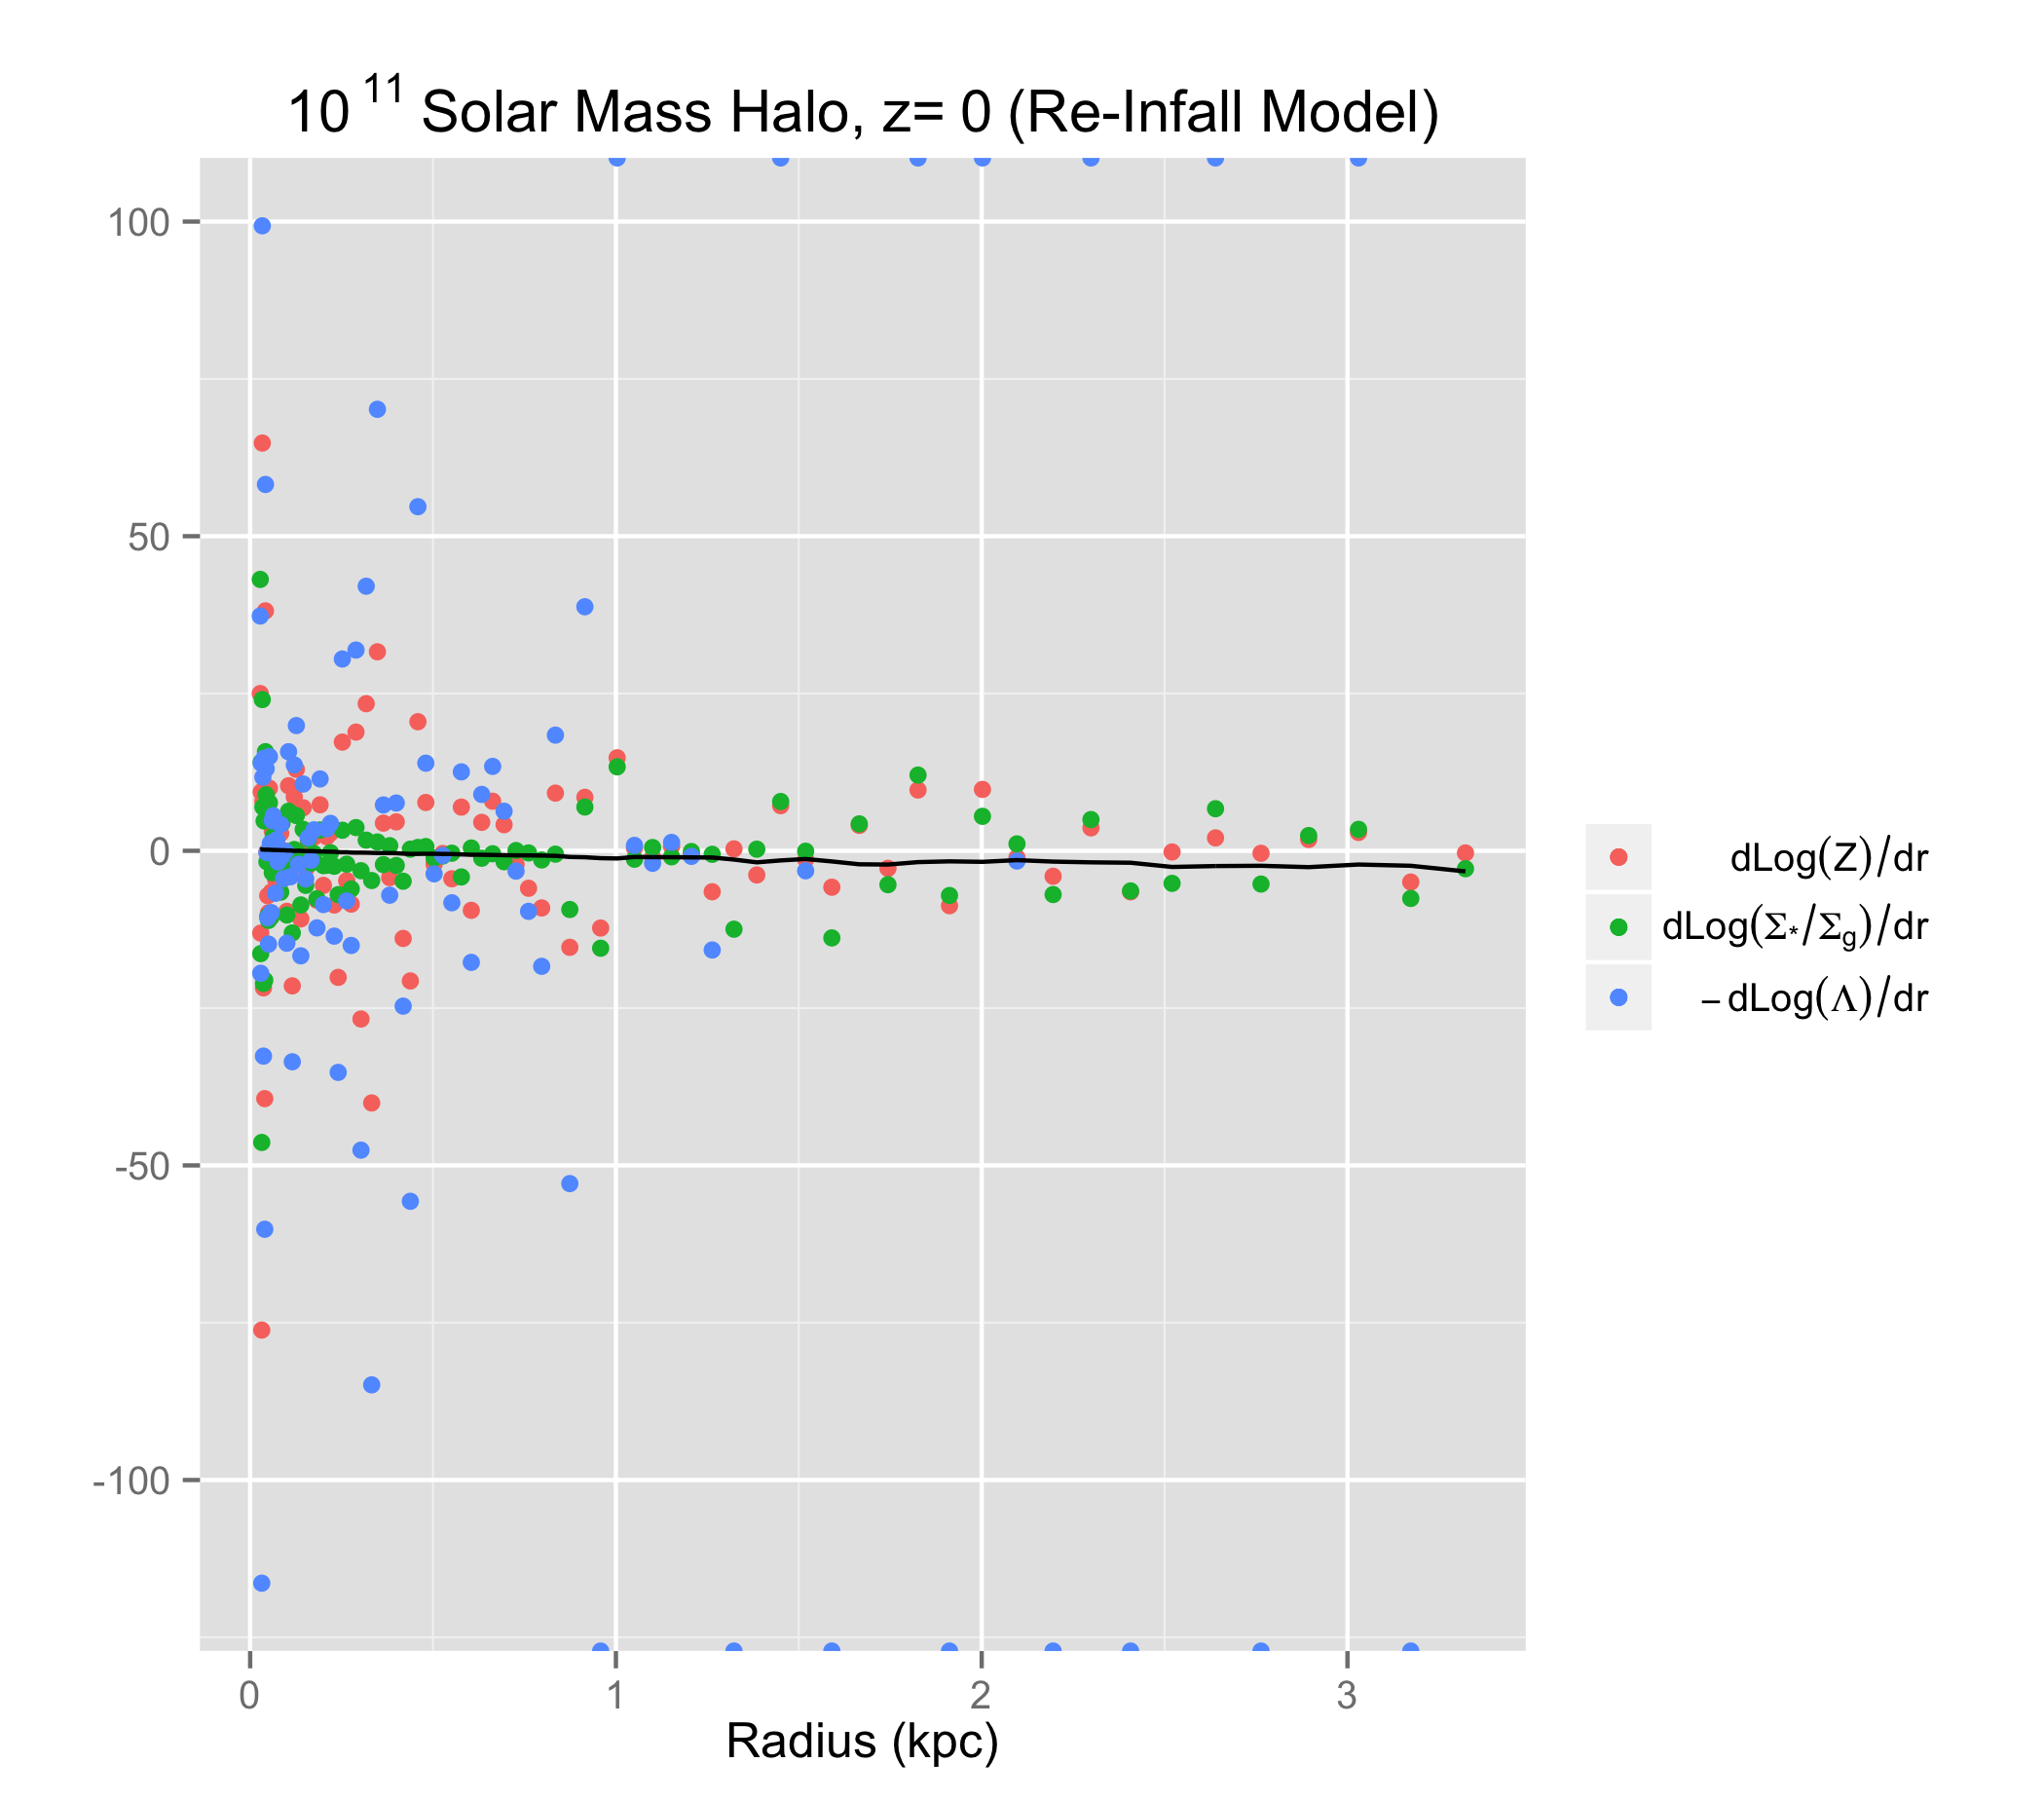 10 11 Solar Mass Halo, z= 0 (Re-Infall Model)
100
50
0
-50
-100
0 1 2 3
Radius (kpc)
dLog(Z)/dr
dLog(Σ*/Σg)/dr
−dLog(Λ)/dr